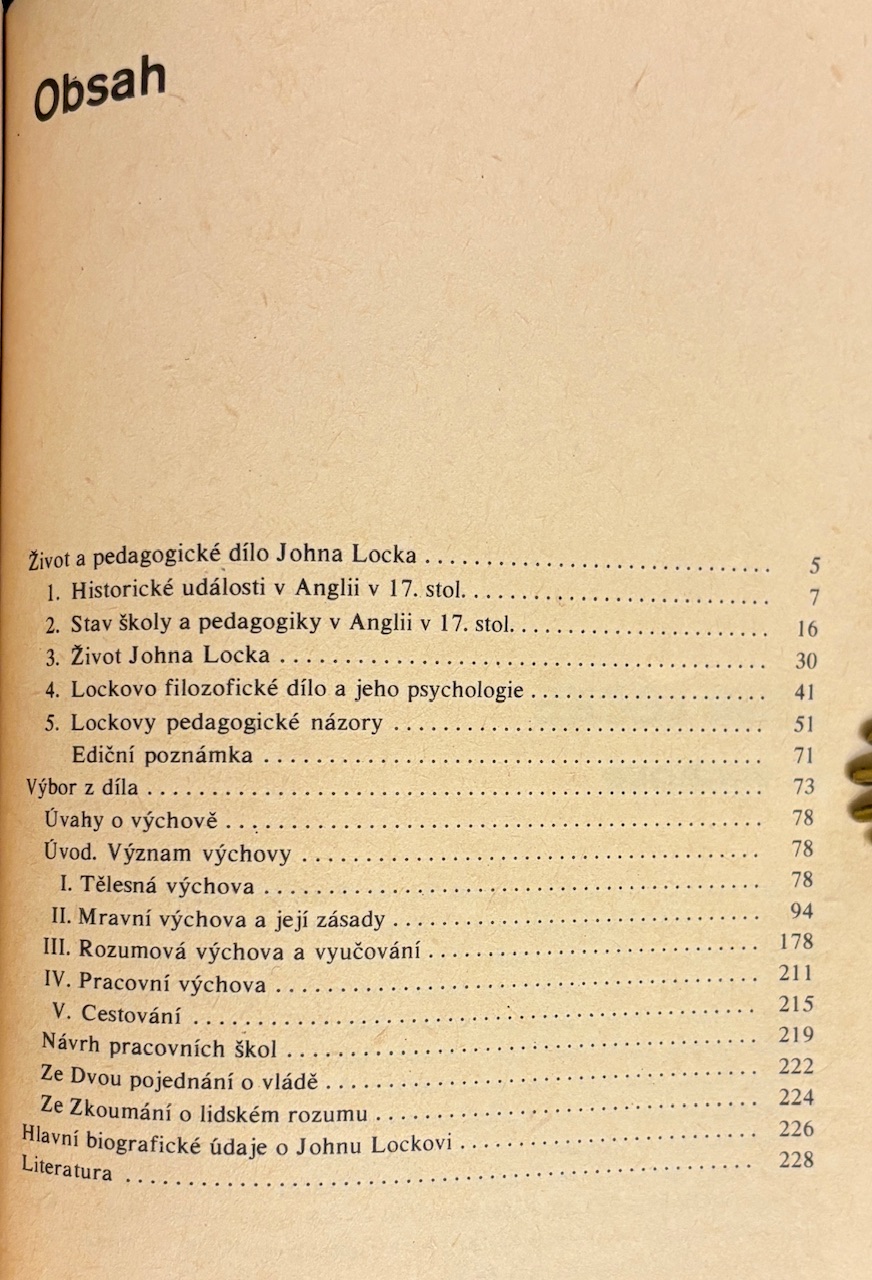 Obsah
Život a pedagogické dílo Johna Locka . . . . . . . . . . . . . . . . . . . . . . . . . . . . 5
1. Historické události v Anglii v 17. stol. . . . . . . . . . . . . . . . . . . . . . . . . 7
2. Stav školy a pedagogiky v Anglii v 17. stol. . . . . . . . . . . . . . . . . . . . . 16
3. Život Johna Locka . . . . . . . . . . . . . . . . . . . . . . . . . . . . . . . . . . . . . . . 30
4. Lockovo filozofické dílo a jeho psychologie . . . . . . . . . . . . . . . . . . . 41
5. Lockovy pedagogické názory . . . . . . . . . . . . . . . . . . . . . . . . . . . . . . 51
Ediční poznámka . . . . . . . . . . . . . . . . . . . . . . . . . . . . . . . . . . . . . . . . 71
Výbor z díla . . . . . . . . . . . . . . . . . . . . . . . . . . . . . . . . . . . . . . . . . . . . . . . . 73
Úvahy o výchově . . . . . . . . . . . . . . . . . . . . . . . . . . . . . . . . . . . . . . . . . . 78
Úvod. Význam výchovy . . . . . . . . . . . . . . . . . . . . . . . . . . . . . . . . . . . . . 78
I. Tělesná výchova . . . . . . . . . . . . . . . . . . . . . . . . . . . . . . . . . . . . . . . . 78
II. Mravní výchova a její zásady . . . . . . . . . . . . . . . . . . . . . . . . . . . . . . 94
III. Rozumová výchova a vyučování . . . . . . . . . . . . . . . . . . . . . . . . . . . 178
IV. Pracovní výchova . . . . . . . . . . . . . . . . . . . . . . . . . . . . . . . . . . . . . . . 211
V. Cestování . . . . . . . . . . . . . . . . . . . . . . . . . . . . . . . . . . . . . . . . . . . . . . 215
Návrh pracovních škol . . . . . . . . . . . . . . . . . . . . . . . . . . . . . . . . . . . . . . 219
Ze Dvou pojednání o vládě . . . . . . . . . . . . . . . . . . . . . . . . . . . . . . . . . . . 222
Ze Zkoumání o lidském rozumu . . . . . . . . . . . . . . . . . . . . . . . . . . . . . . . 224
Hlavní biografické údaje o Johnu Lockovi . . . . . . . . . . . . . . . . . . . . . . . . 226
Literatura . . . . . . . . . . . . . . . . . . . . . . . . . . . . . . . . . . . . . . . . . . . . . . . . . . 228